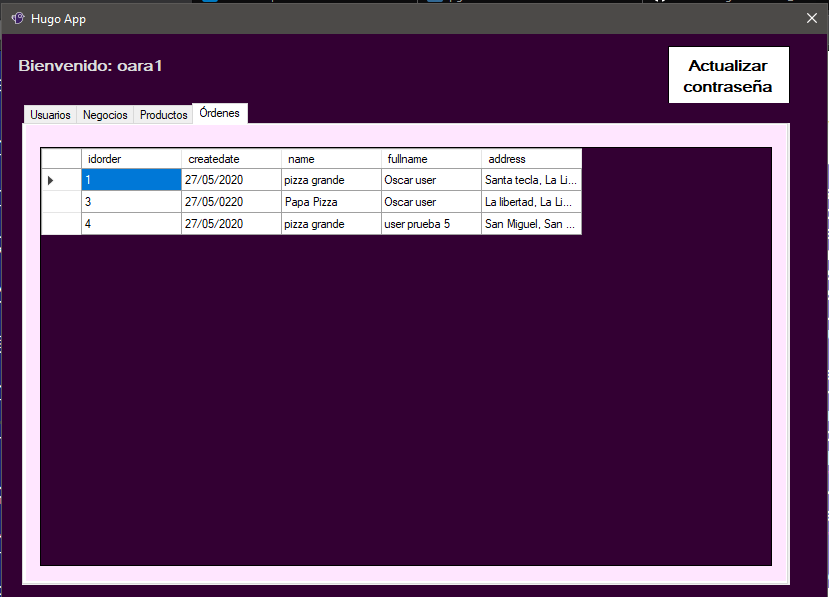 Hugo App
Bienvenido: oara1
Actualizar
contraseña
Usuarios Negocios Productos Órdenes
idorder createdate name fullname address
1 27/05/2020 pizza grande Oscar user Santa tecla, La Li...
3 27/05/0220 Papa Pizza Oscar user La libertad, La Li...
4 27/05/2020 pizza grande user prueba 5 San Miguel, San ...